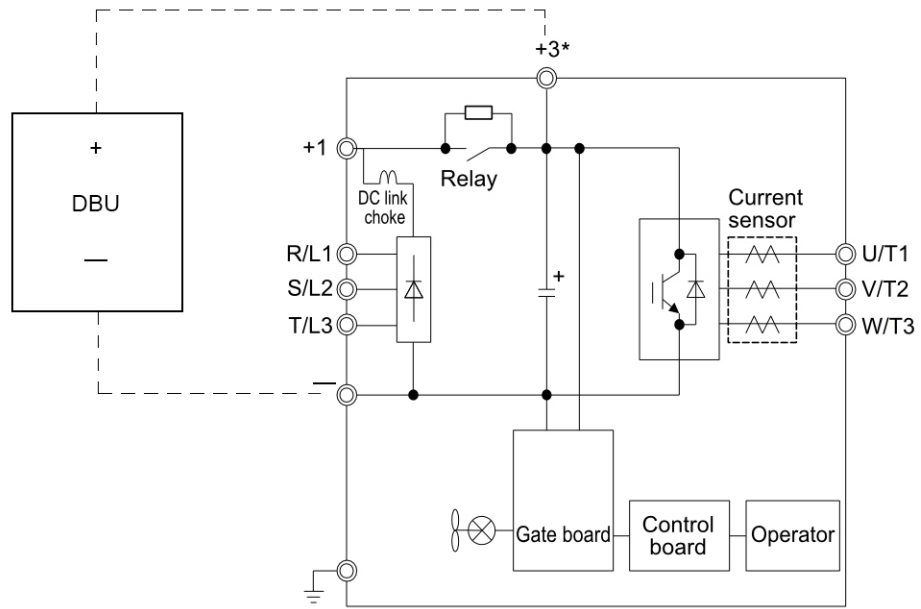 +3*
+
DBU
—
+1
Relay
DC link
choke
Current
sensor
R/L1
S/L2
T/L3
+
U/T1
V/T2
W/T3
—
Gate board
Control
board
Operator